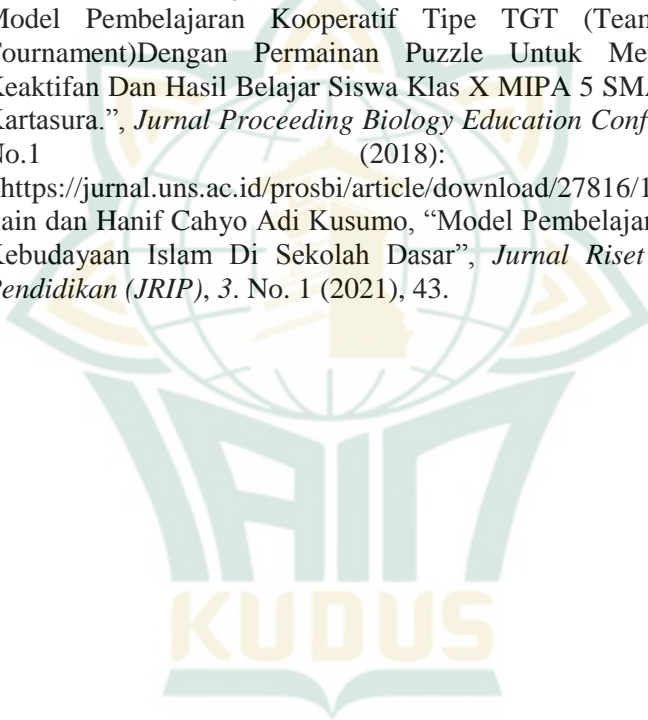 Model Pembelajaran Kooperatif Tipe TGT (Team
Tournament)Dengan Permainan Puzzle Untuk Me
Keaktifan Dan Hasil Belajar Siswa Klas X MIPA 5 SMA
Kartasura.”, Jurnal Proceeding Biology Education Conf
No.1 (2018):
https://jurnal.uns.ac.id/prosbi/article/download/27816/1
ain dan Hanif Cahyo Adi Kusumo, “Model Pembelajar
Kebudayaan Islam Di Sekolah Dasar”, Jurnal Riset
Pendidikan (JRIP), 3. No. 1 (2021), 43.
IAIN
KUDUS